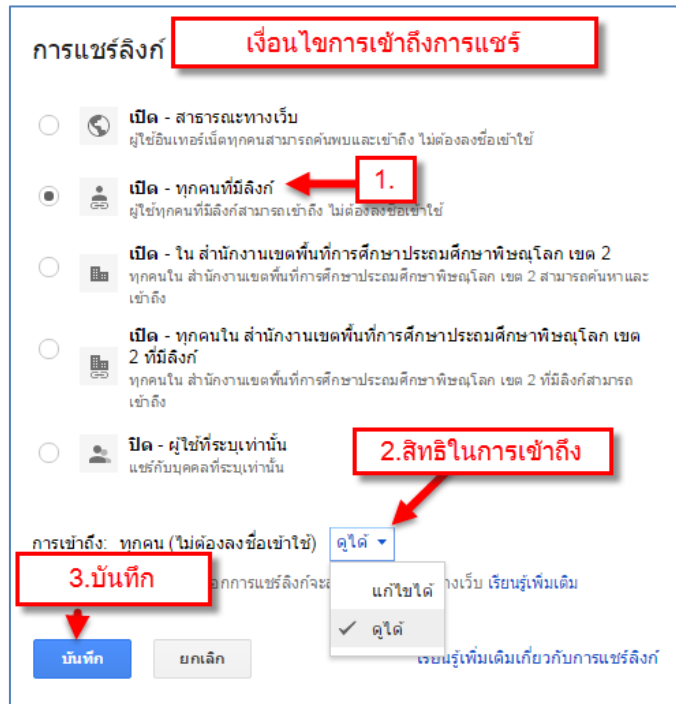 การแชร์ลิงก์
เงื่อนไขการเข้าถึงการแชร์
เปิด - สาธารณะทางเว็บ
ผู้ใช้อินเทอร์เน็ตทุกคนสามารถค้นพบและเข้าถึง ไม่ต้องลงชื่อเข้าใช้
เปิด - ทุกคนที่มีลิงก์
1.
ผู้ใช้ทุกคนที่มีลิงก์สามารถเข้าถึง ไม่ต้องลงชื่อเข้าใช้
เปิด - ใน สำนักงานเขตพื้นที่การศึกษาประถมศึกษาพิษณุโลก เขต 2
ทุกคนใน สำนักงานเขตพื้นที่การศึกษาประถมศึกษาพิษณุโลก เขต 2 สามารถค้นหาและ
เข้าถึง
เปิด - ทุกคนใน สำนักงานเขตพื้นที่การศึกษาประถมศึกษาพิษณุโลก เขต
2 ที่มีลิงก์
ทุกคนใน สำนักงานเขตพื้นที่การศึกษาประถมศึกษาพิษณุโลก เขต 2 ที่มีลิงก์สามารถ
เข้าถึง
ปิด - ผู้ใช้ที่ระบุเท่านั้น
แชร์กับบุคคลที่ระบุเท่านั้น
2.สิทธิในการเข้าถึง
การเข้าถึง: ทุกคน (ไม่ต้องลงชื่อเข้าใช้) ดูได้
3.บันทึก
การแชร์ลิงก์ ทางเว็บ เรียนรู้เพิ่มเติม
แก้ไขได้
ดูได้
บันทึก
ยกเลิก
เรียนรู้เพิ่มเติมเกี่ยวกับการแชร์ลิงก์